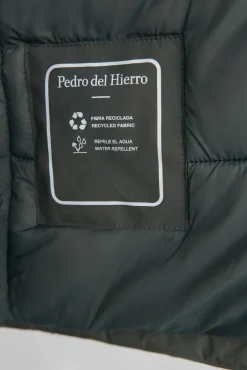 Pedro del Hierro
FIBRA RECICLADA
RECYCLED FABRIC
REPELE EL AGUA
WATER REPELLENT